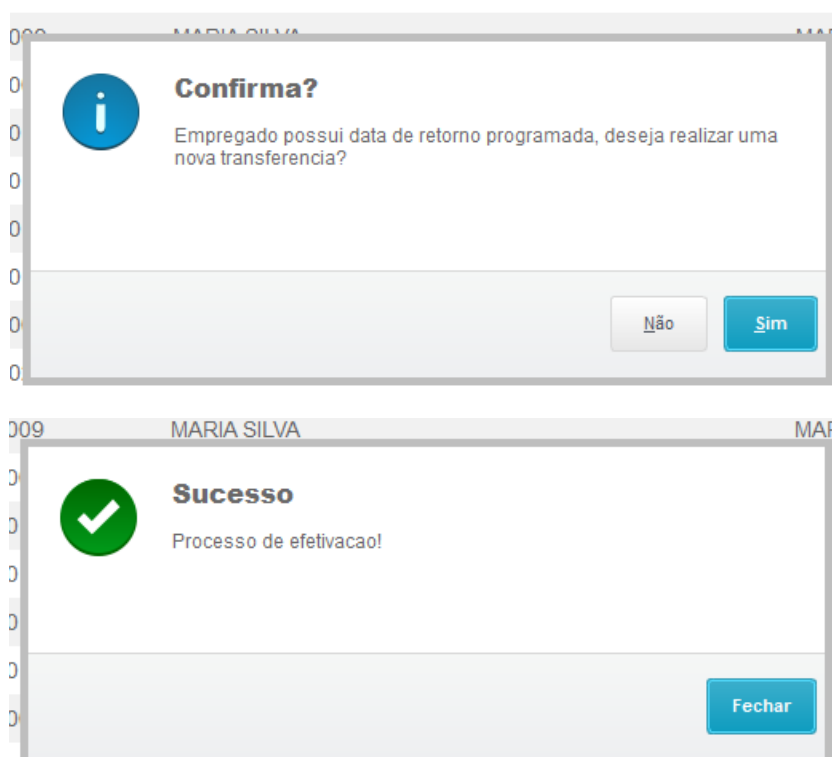 MARIA SILVA
Confirma?
Empregado possui data de retorno programada, deseja realizar uma
nova transferencia?
Não
Sim
009 MARIA SILVA MAR
Sucesso
Processo de efetivacao!
Fechar